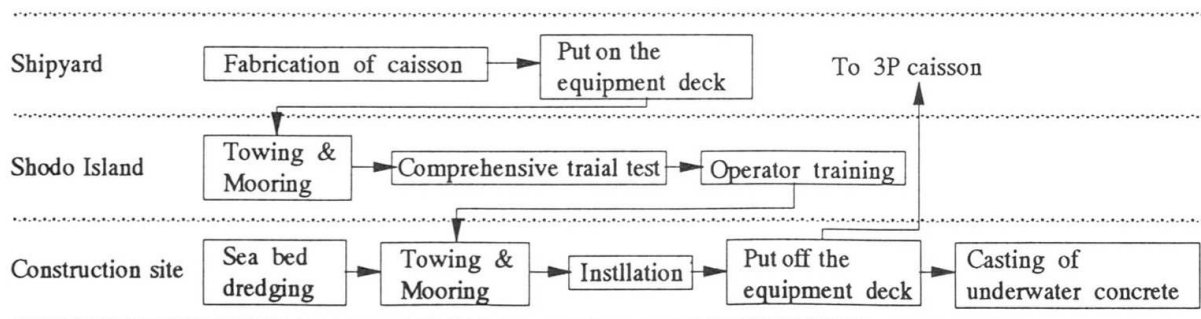 Shipyard
Fabrication of caisson
Put on the
equipment deck
To 3P caisson
Shodo Island
Towing &
Mooring
Comprehensive traial test
Operator training
Construction site
Sea bed
dredging
Towing &
Mooring
Instllation
Put off the
equipment deck
Casting of
underwater concrete